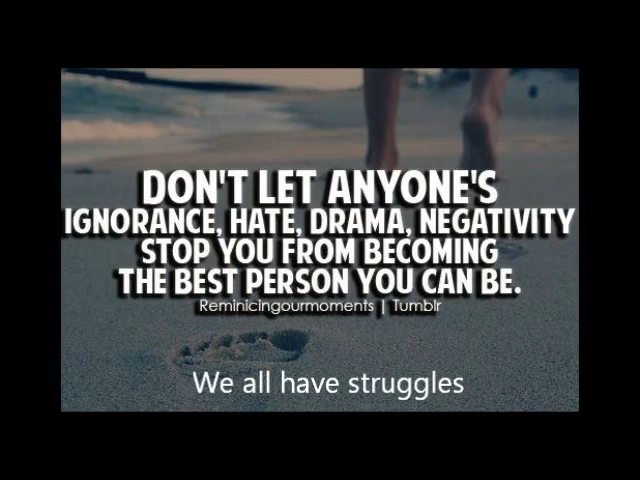 DON'T LET ANYONE'S
IGNORANCE, HATE, DRAMA, NEGATIVITY
STOP YOU FROM BECOMING
THE BEST PERSON YOU CAN BE.
Reminicingourmoments | Tumblr
We all have struggles